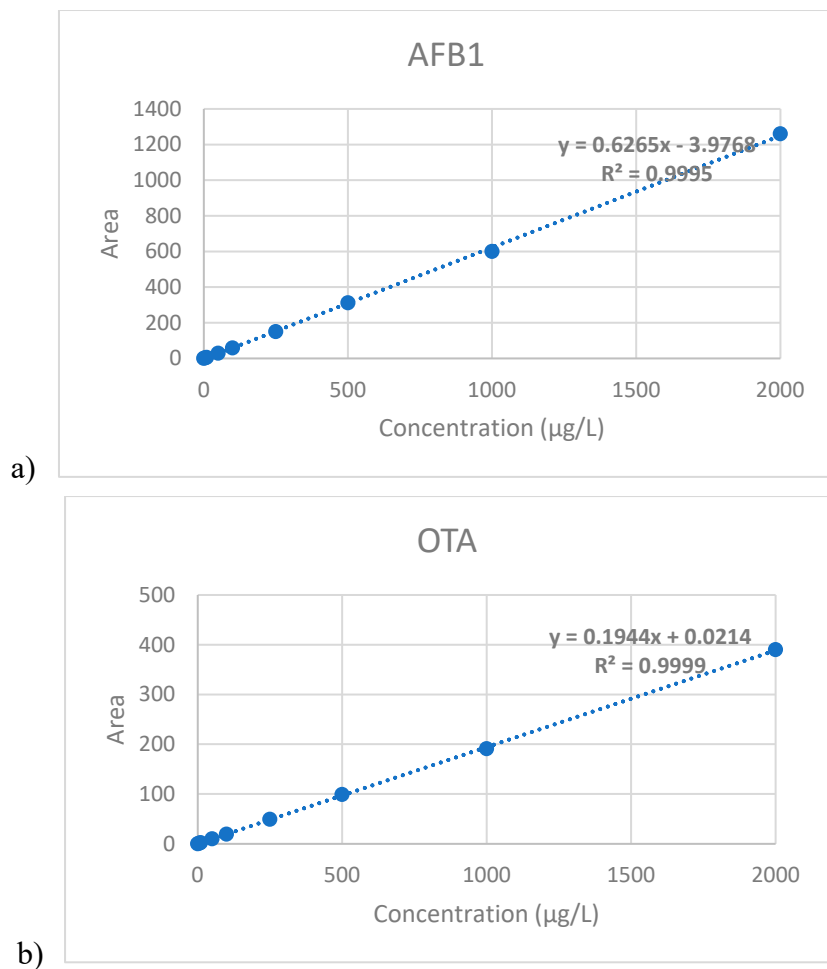 AFB1
1400
1200
1000
800
600
400
200
0
y = 0.6265x - 3.9768
R² = 0.9995
Area
0 500 1000 1500 2000
Concentration (µg/L)
a)
OTA
500
400
300
200
100
0
y = 0.1944x + 0.0214
R² = 0.9999
Area
0 500 1000 1500 2000
Concentration (µg/L)
b)